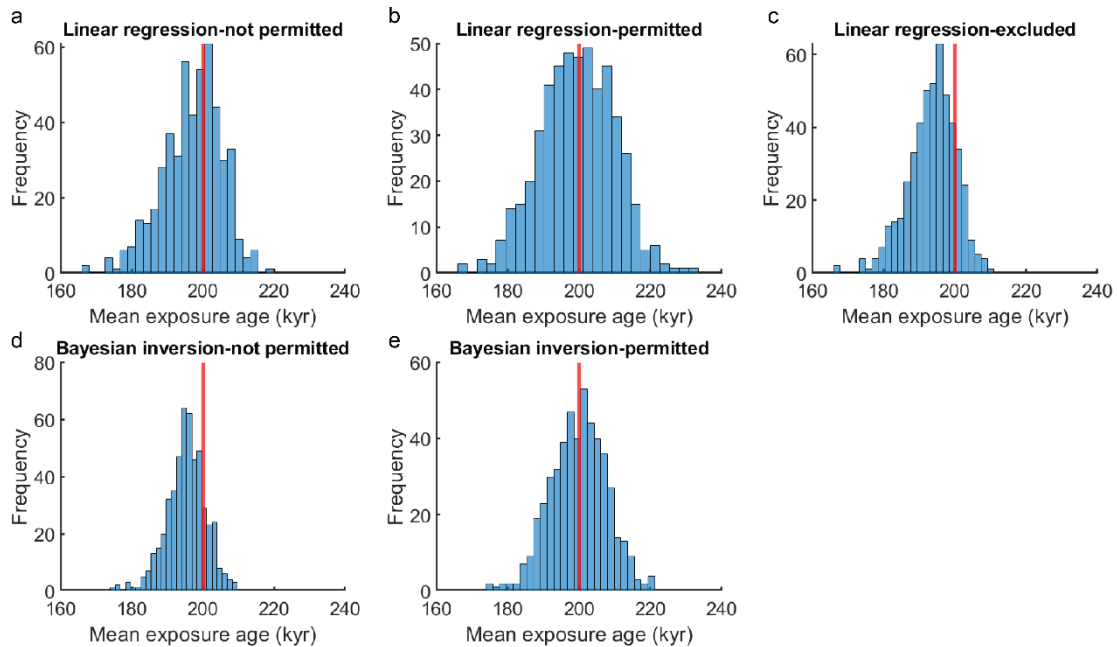 a
Linear regression-not permitted
60
40
20
0
Frequency
160 180 200 220 240
Mean exposure age (kyr)
b
Linear regression-permitted
50
40
30
20
10
0
Frequency
160 180 200 220 240
Mean exposure age (kyr)
c
Linear regression-excluded
60
40
20
0
Frequency
160 180 200 220 240
Mean exposure age (kyr)
d
Bayesian inversion-not permitted
80
60
40
20
0
Frequency
160 180 200 220 240
Mean exposure age (kyr)
e
Bayesian inversion-permitted
60
40
20
0
Frequency
160 180 200 220 240
Mean exposure age (kyr)